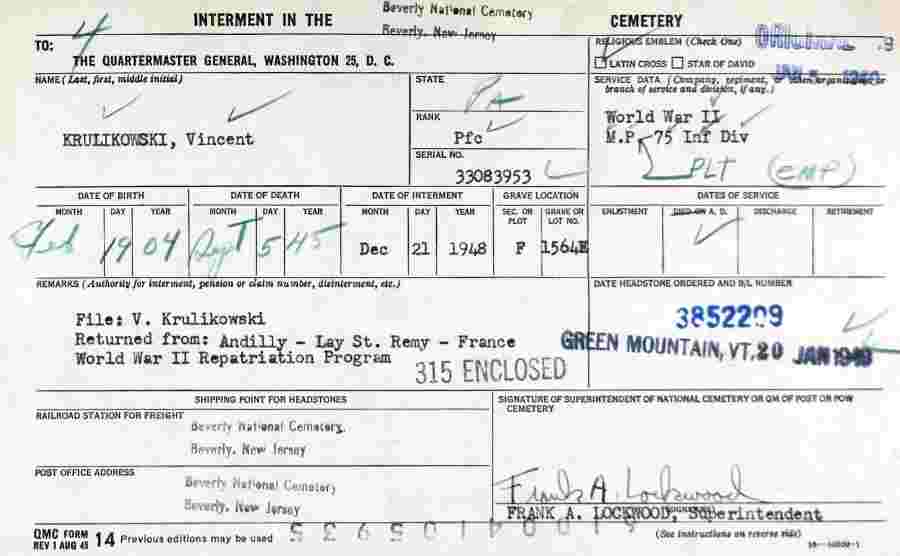 Beverly National Cemetery
Beverly, New Jersey
INTERMENT IN THE CEMETERY
4
TO:
THE QUARTERMASTER GENERAL, WASHINGTON 25, D. C.
RELIGIOUS EMBLEM (Check One)
LATIN CROSS STAR OF DAVID
ORIGINAL
NAME (Last, first, middle initial)
KRULIKOWSKI, Vincent
STATE
Pa
RANK
Pfc
SERIAL NO.
33083953
SERVICE DATA (Company, regiment, or other organization or
branch of service and division, if any.)
World War II
M.P. 75 Inf Div
PLT (CMP)
DATE OF BIRTH
MONTH DAY YEAR
Feb 19 04
DATE OF DEATH
MONTH DAY YEAR
Sept 5 45
DATE OF INTERMENT
MONTH DAY YEAR
Dec 21 1948
GRAVE LOCATION
SEC. OR PLOT
GRAVE OR LOT NO.
F 1564E
DATES OF SERVICE
ENLISTMENT DIED ON A. D. DISCHARGE RETIREMENT
REMARKS (Authority for interment, pension or claim number, disinterment, etc.)
File: V. Krulikowski
Returned from: Andilly - Lay St. Remy - France
World War II Repatriation Program
315 ENCLOSED
DATE HEADSTONE ORDERED AND B/L NUMBER
3852209
GREEN MOUNTAIN, VT. 20 JAN 1949
SHIPPING POINT FOR HEADSTONES
RAILROAD STATION FOR FREIGHT
Beverly National Cemetery,
Beverly, New Jersey
POST OFFICE ADDRESS
Beverly National Cemetery
Beverly, New Jersey
SIGNATURE OF SUPERINTENDENT OF NATIONAL CEMETERY OR QM OF POST OR POW
CEMETERY
Frank A. Lockwood
FRANK A. LOCKWOOD, Superintendent
(See instructions on reverse side)
QMC FORM
REV 1 AUG 45 14 Previous editions may be used